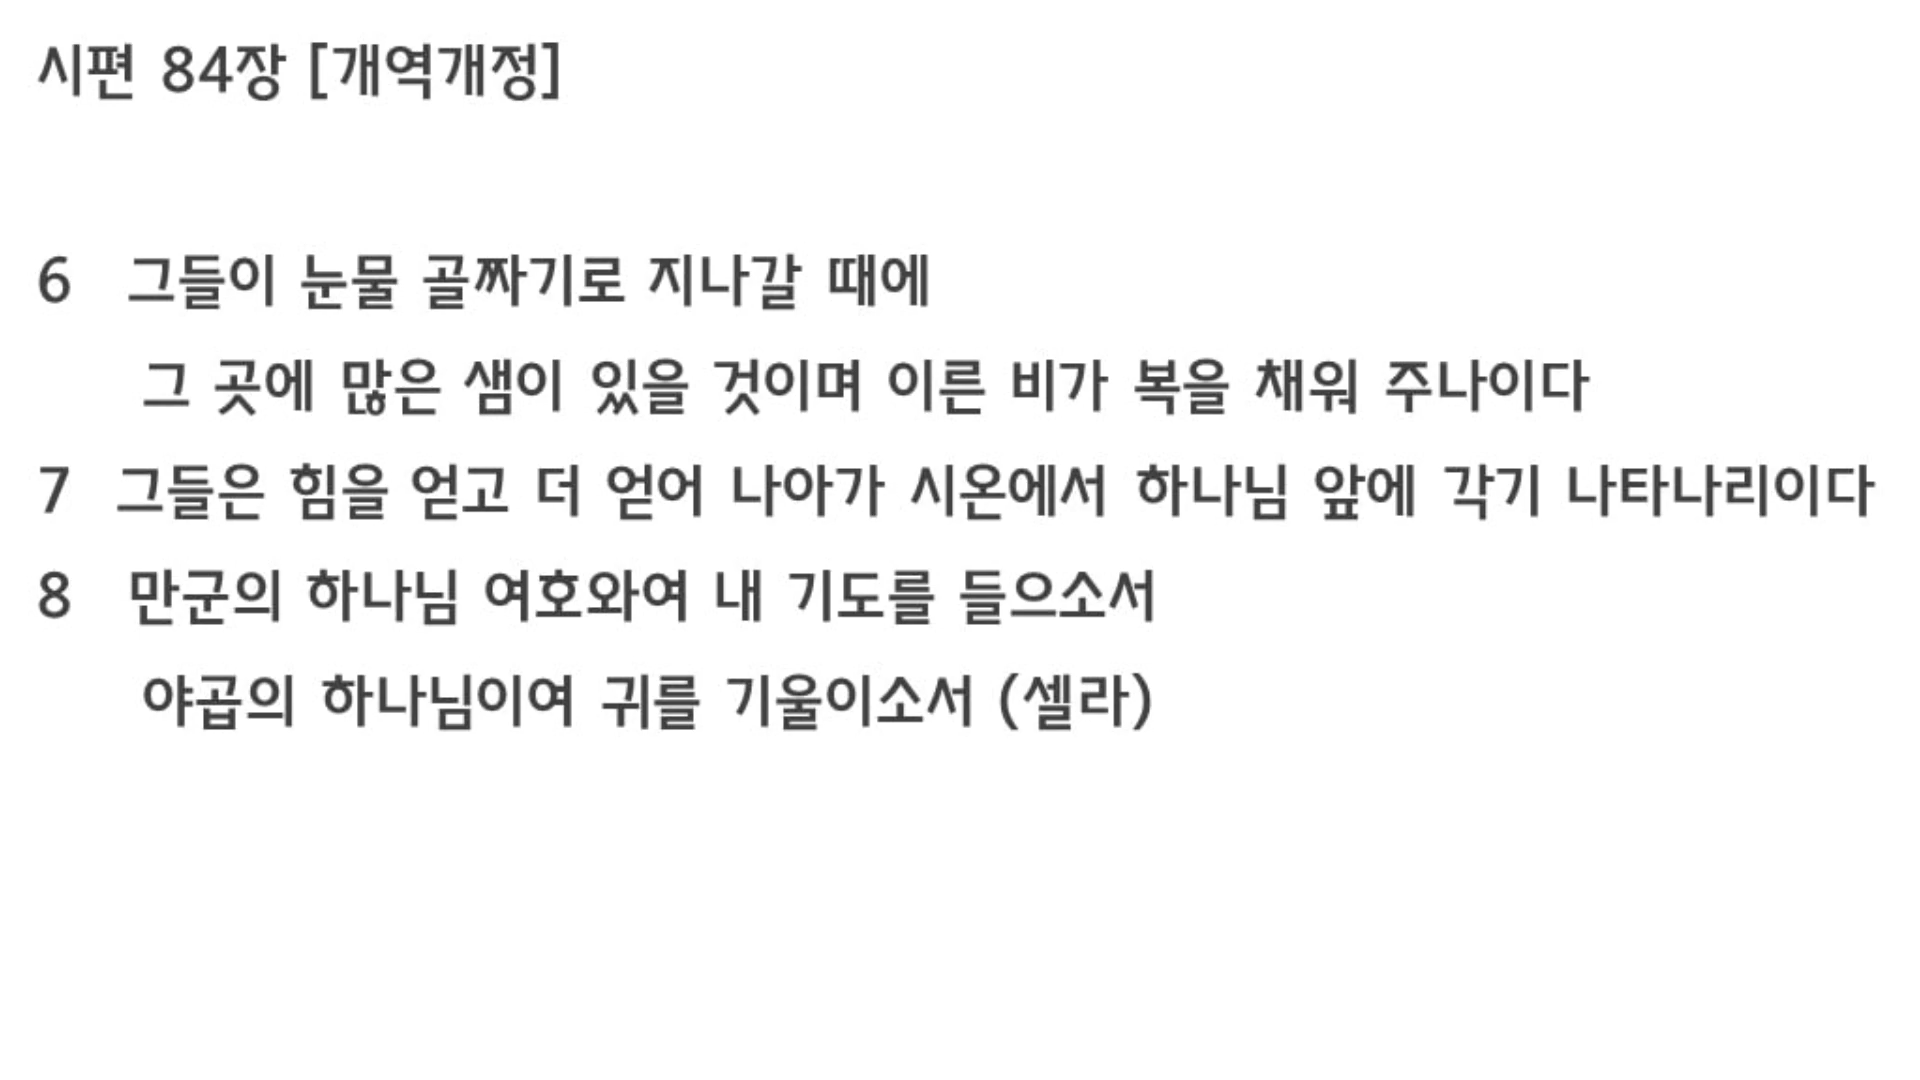 시편 84장 [개역개정]
6 그들이 눈물 골짜기로 지나갈 때에
그 곳에 많은 샘이 있을 것이며 이른 비가 복을 채워 주나이다
7 그들은 힘을 얻고 더 얻어 나아가 시온에서 하나님 앞에 각기 나타나리이다
8 만군의 하나님 여호와여 내 기도를 들으소서
야곱의 하나님이여 귀를 기울이소서 (셀라)